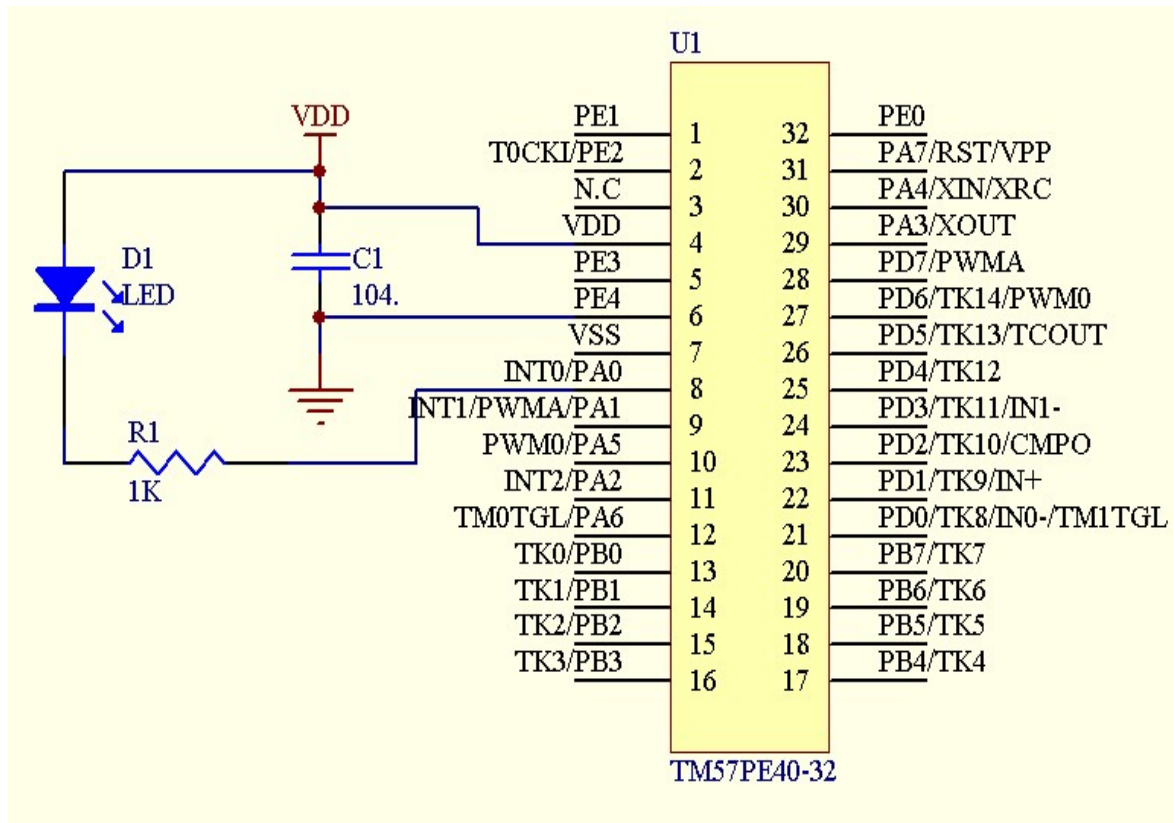 U1
VDD
D1
LED
C1
104.
R1
1K
PE1
T0CKI/PE2
N.C
VDD
PE3
PE4
VSS
INT0/PA0
INT1/PWMA/PA1
PWM0/PA5
INT2/PA2
TM0TGL/PA6
TK0/PB0
TK1/PB1
TK2/PB2
TK3/PB3
1
2
3
4
5
6
7
8
9
10
11
12
13
14
15
16
32
31
30
29
28
27
26
25
24
23
22
21
20
19
18
17
PE0
PA7/RST/VPP
PA4/XIN/XRC
PA3/XOUT
PD7/PWMA
PD6/TK14/PWM0
PD5/TK13/TCOUT
PD4/TK12
PD3/TK11/IN1-
PD2/TK10/CMPO
PD1/TK9/IN+
PD0/TK8/IN0-/TM1TGL
PB7/TK7
PB6/TK6
PB5/TK5
PB4/TK4
TM57PE40-32